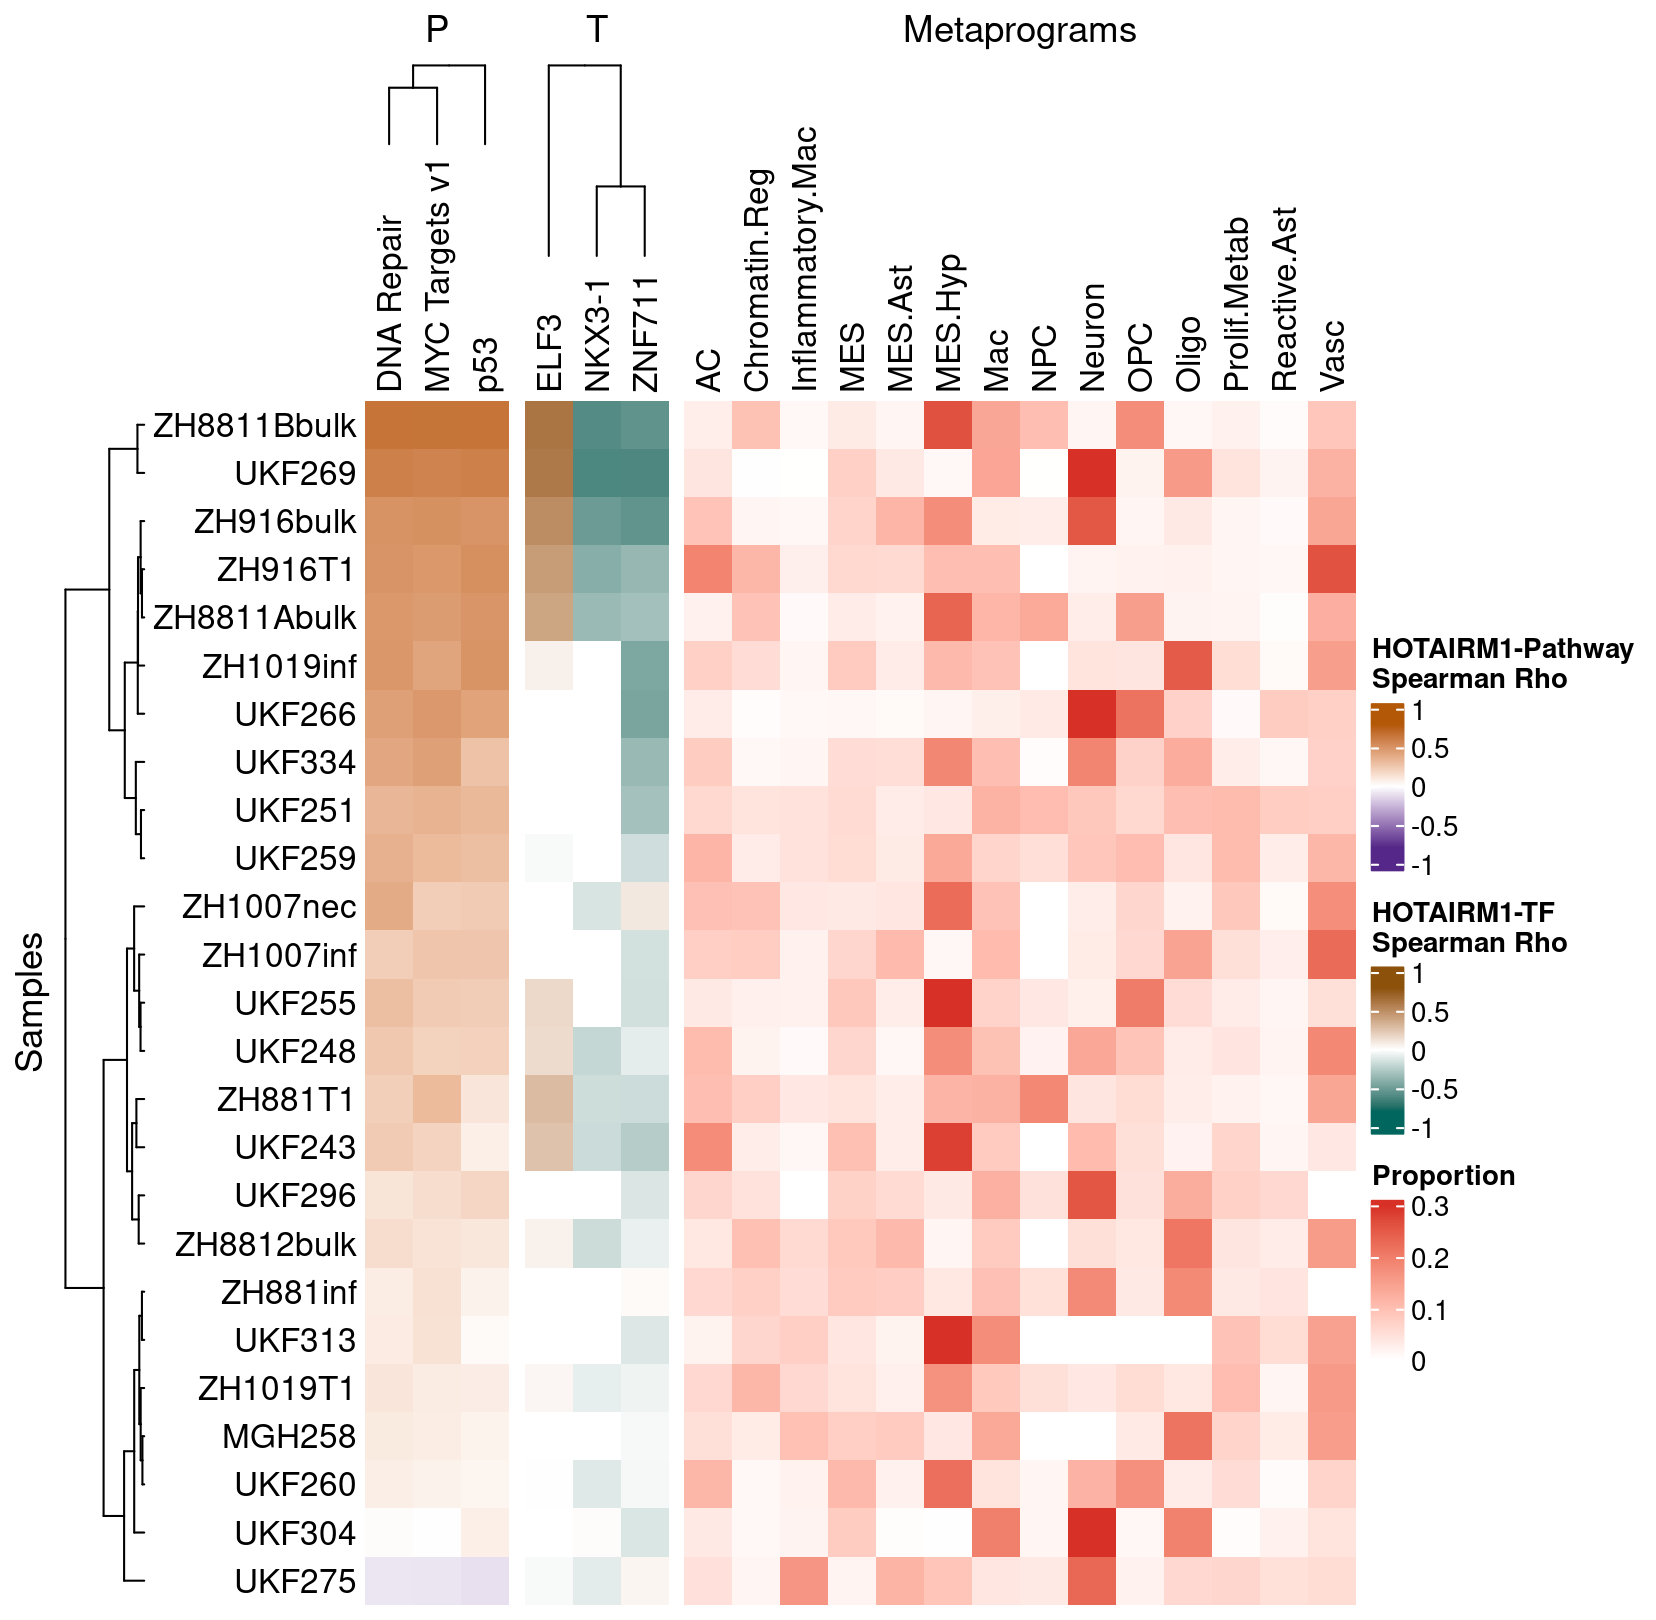 P
T
Metaprograms
DNA Repair
MYC Targets v1
p53
ELF3
NKX3-1
ZNF711
AC
Chromatin.Reg
Inflammatory.Mac
MES
MES.Ast
MES.Hyp
Mac
NPC
Neuron
OPC
Oligo
Prolif.Metab
Reactive.Ast
Vasc
Samples
ZH8811Bbulk
UKF269
ZH916bulk
ZH916T1
ZH8811Abulk
ZH1019inf
UKF266
UKF334
UKF251
UKF259
ZH1007nec
ZH1007inf
UKF255
UKF248
ZH881T1
UKF243
UKF296
ZH8812bulk
ZH881inf
UKF313
ZH1019T1
MGH258
UKF260
UKF304
UKF275
HOTAIRM1-Pathway
Spearman Rho
1
0.5
0
-0.5
-1
HOTAIRM1-TF
Spearman Rho
1
0.5
0
-0.5
-1
Proportion
0.3
0.2
0.1
0